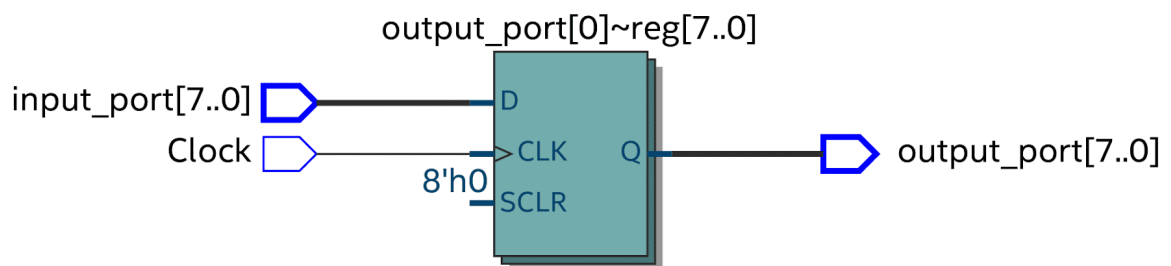 output_port[0]~reg[7..0]
input_port[7..0]
D
Clock
CLK
Q
output_port[7..0]
8'h0
SCLR